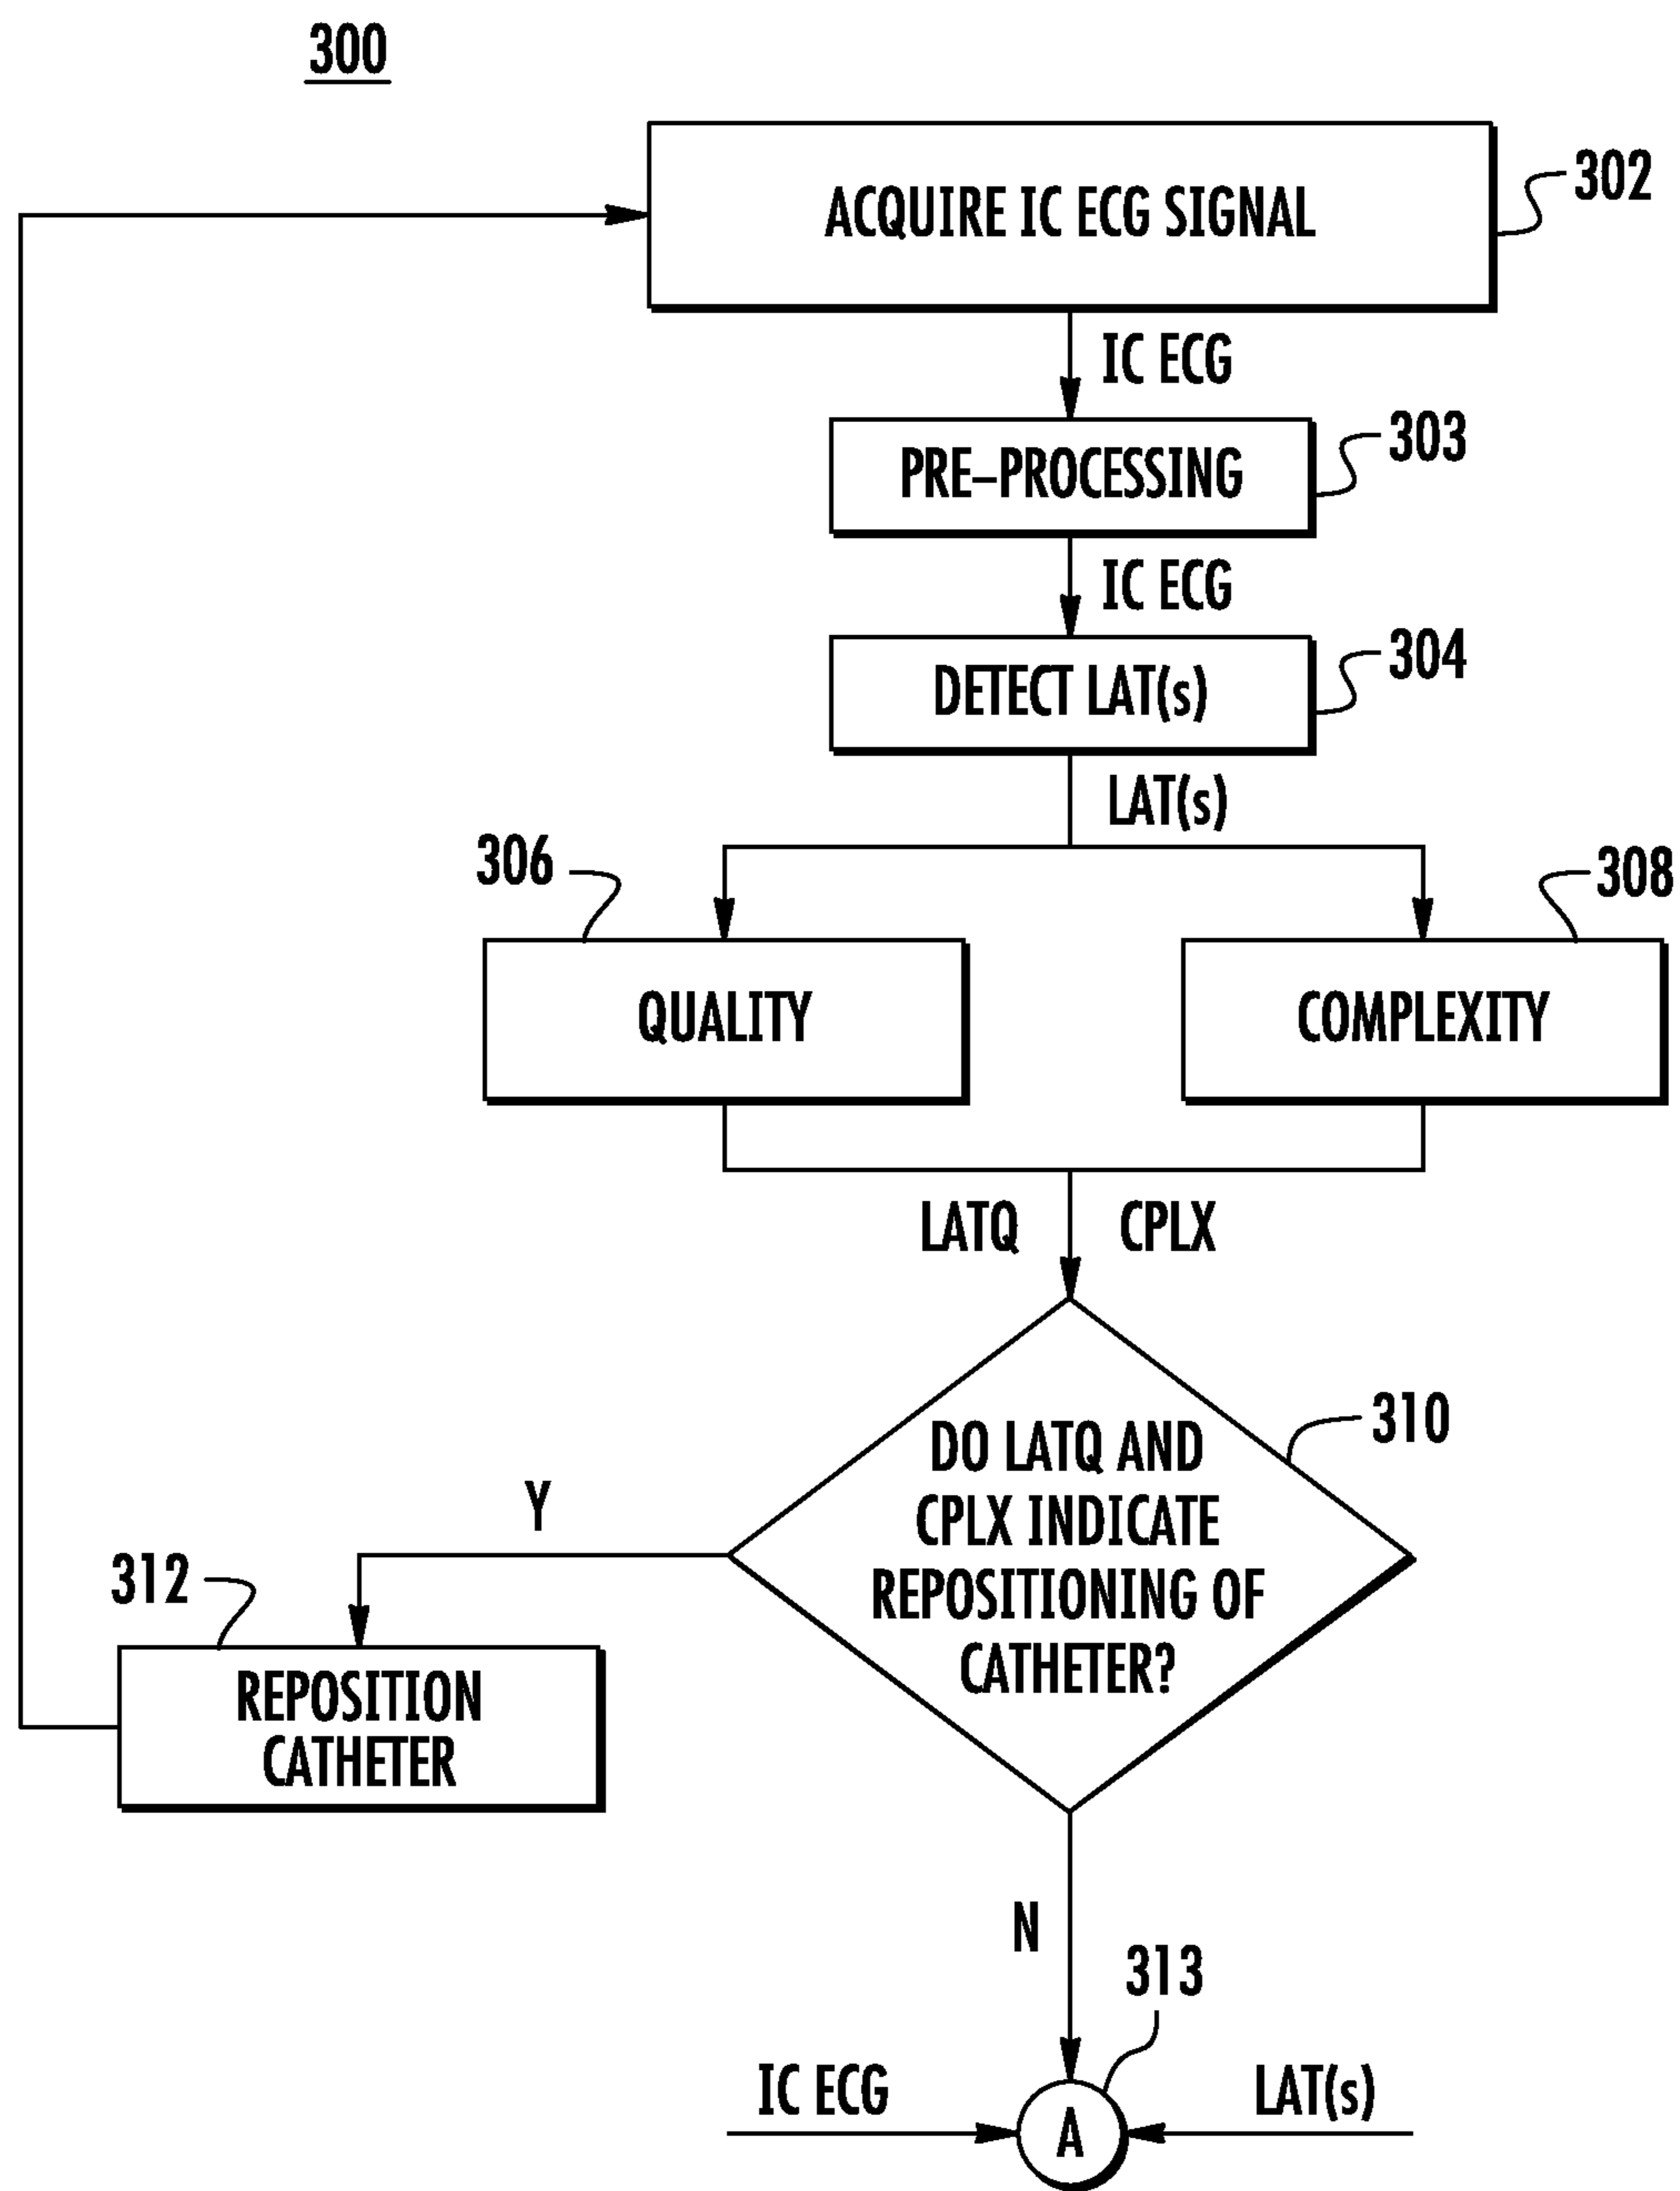 300
ACQUIRE IC ECG SIGNAL
302
IC ECG
PRE–PROCESSING
303
IC ECG
DETECT LAT(s)
304
LAT(s)
306
308
QUALITY
COMPLEXITY
LATQ
CPLX
DO LATQ AND
CPLX INDICATE
REPOSITIONING OF
CATHETER?
310
Y
312
REPOSITION
CATHETER
N
313
IC ECG
A
LAT(s)